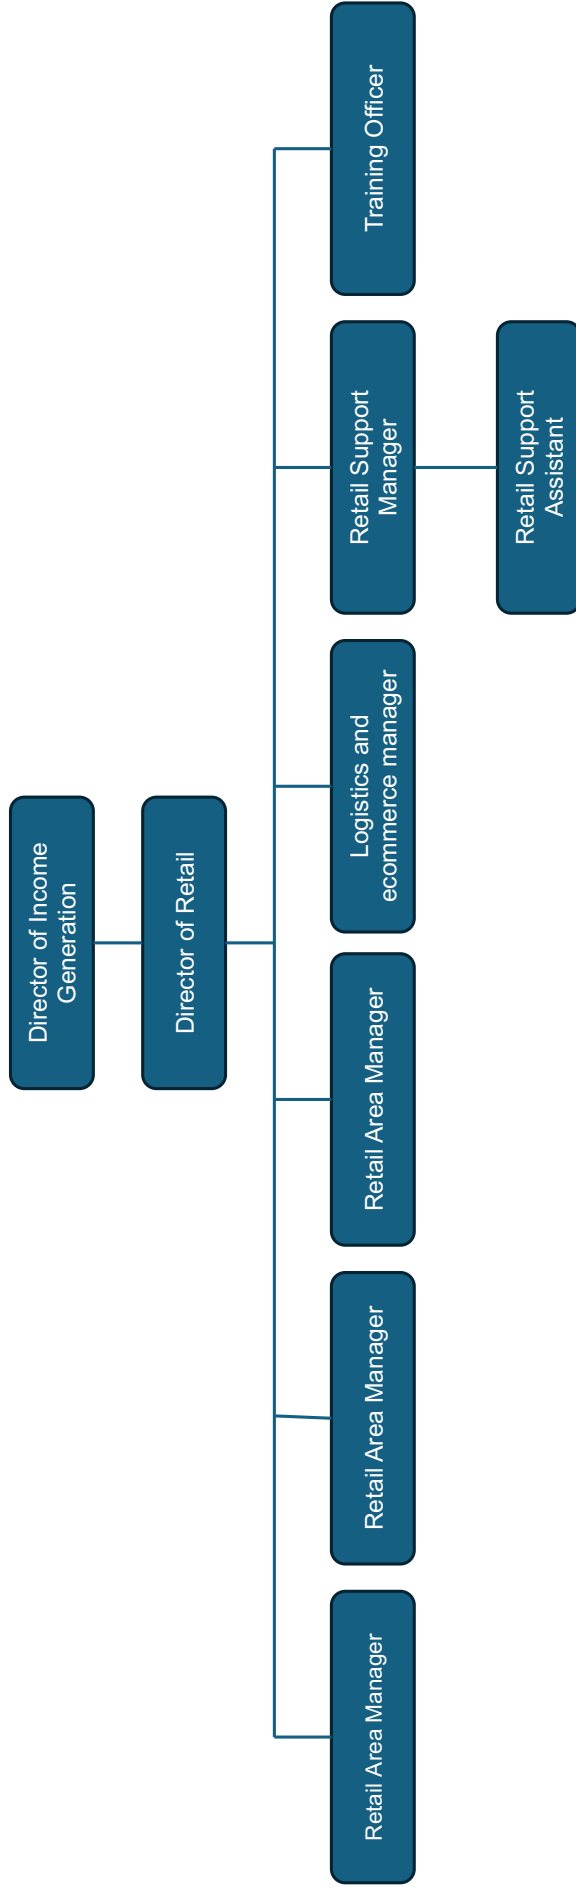 Director of Income
Generation
Director of Retail
Retail Area Manager
Retail Area Manager
Retail Area Manager
Logistics and
ecommerce manager
Retail Support
Manager
Training Officer
Retail Support
Assistant